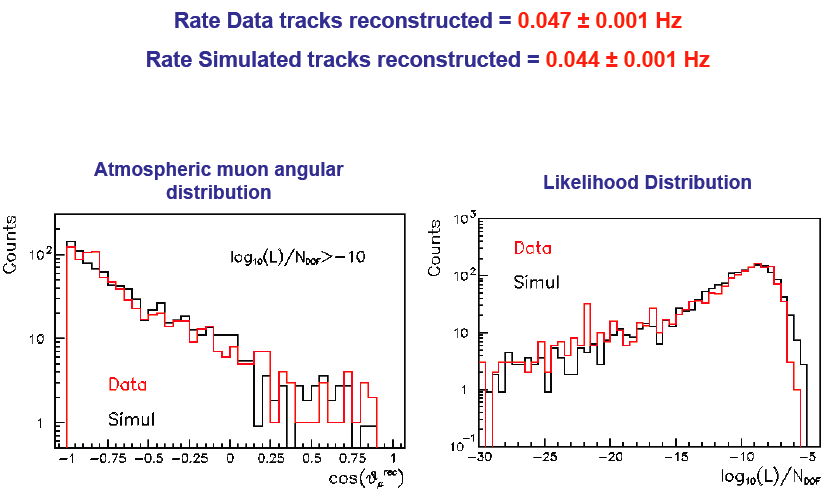 Rate Data tracks reconstructed = 0.047 ± 0.001 Hz
Rate Simulated tracks reconstructed = 0.044 ± 0.001 Hz
Atmospheric muon angular
distribution
Counts
10²
10
1
log₁₀(L)/N_DOF>−10
Data
Simul
−1 −0.75 −0.5 −0.25 0 0.25 0.5 0.75 1
cos(ϑ_μ^rec)
Likelihood Distribution
Counts
10³
10²
10
1
10⁻¹
Data
Simul
−30 −25 −20 −15 −10 −5
log₁₀(L)/N_DOF